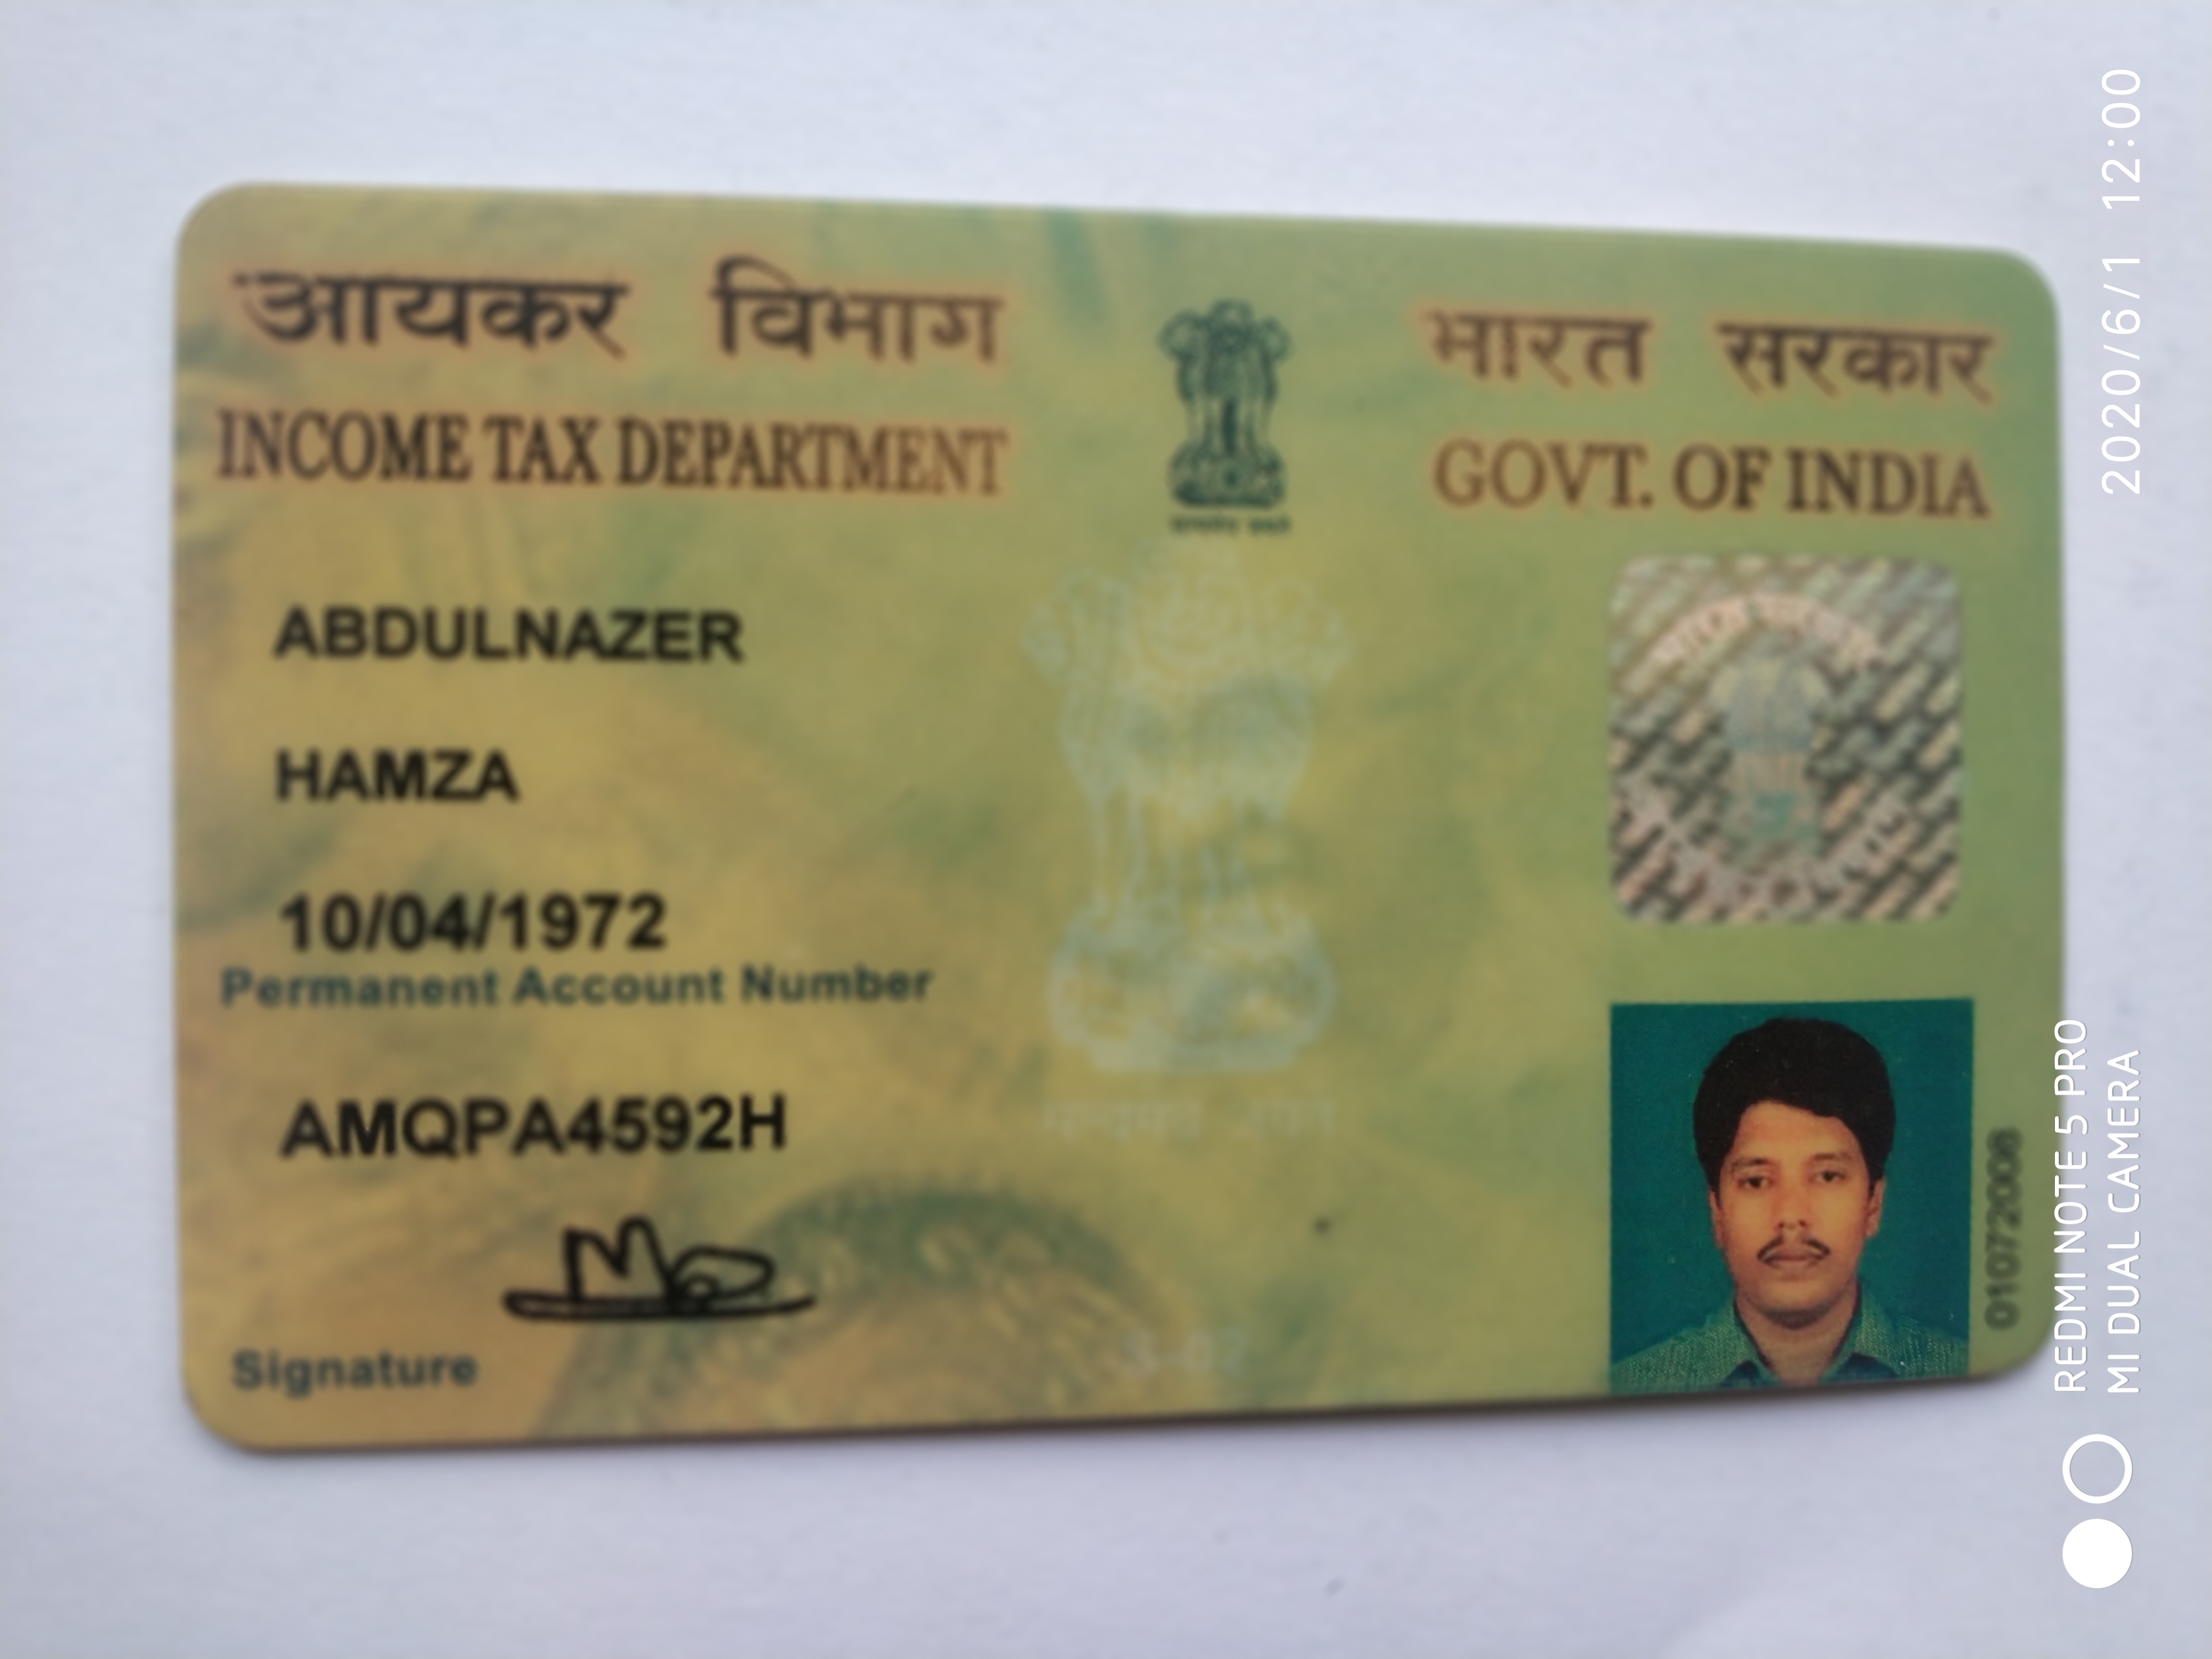 आयकर विभाग
INCOME TAX DEPARTMENT
भारत सरकार
GOVT. OF INDIA
ABDULNAZER
HAMZA
10/04/1972
Permanent Account Number
AMQPA4592H
Signature
01072008
REDMI NOTE 5 PRO
MI DUAL CAMERA
2020/6/1 12:00